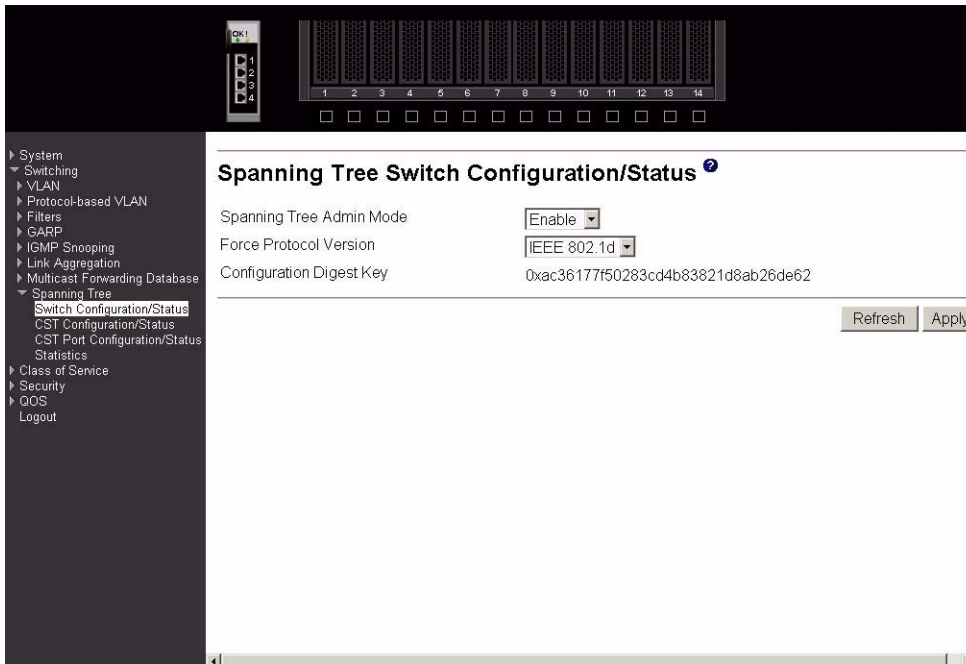 OK!
1
2
3
4
1 2 3 4 5 6 7 8 9 10 11 12 13 14
System
Switching
VLAN
Protocol-based VLAN
Filters
GARP
IGMP Snooping
Link Aggregation
Multicast Forwarding Database
Spanning Tree
Switch Configuration/Status
CST Configuration/Status
CST Port Configuration/Status
Statistics
Class of Service
Security
QOS
Logout
Spanning Tree Switch Configuration/Status ?
Spanning Tree Admin Mode Enable
Force Protocol Version IEEE 802.1d
Configuration Digest Key 0xac36177f50283cd4b83821d8ab26de62
Refresh Apply